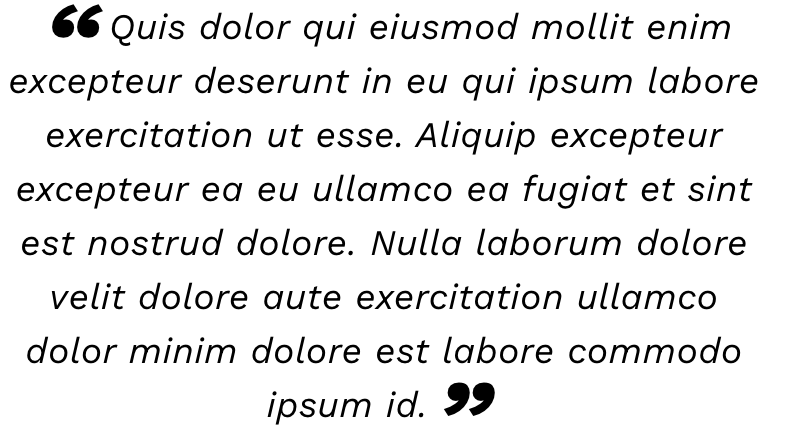 “Quis dolor qui eiusmod mollit enim
excepteur deserunt in eu qui ipsum labore
exercitation ut esse. Aliquip excepteur
excepteur ea eu ullamco ea fugiat et sint
est nostrud dolore. Nulla laborum dolore
velit dolore aute exercitation ullamco
dolor minim dolore est labore commodo
ipsum id. ”